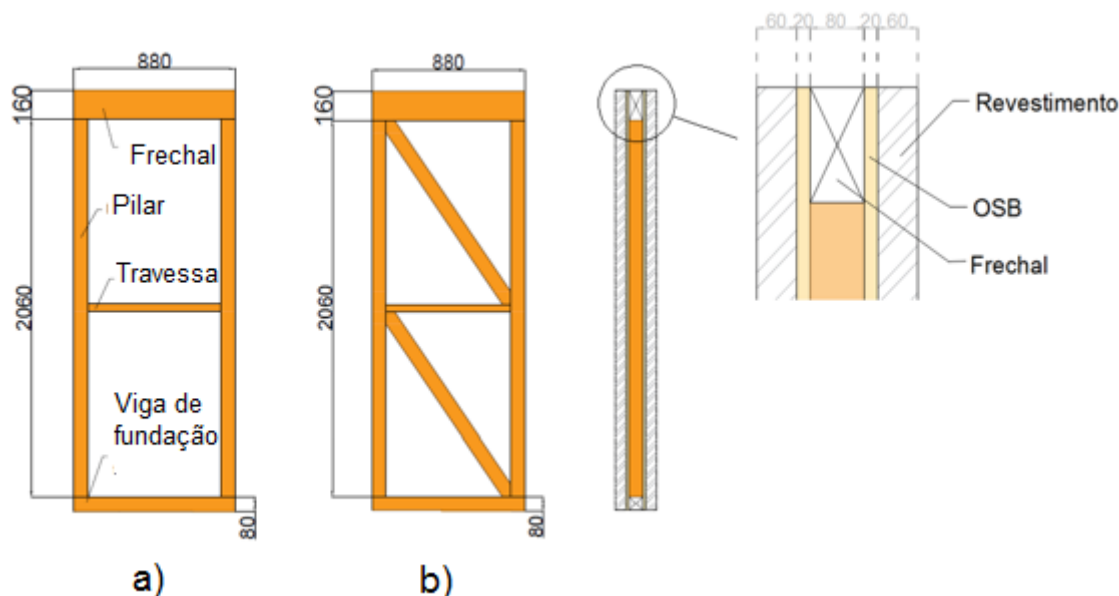 880
160
Frechal
Pilar
Travessa
2060
Viga de
fundação
80
a)
880
160
2060
80
b)
60 20 80 20 60
Revestimento
OSB
Frechal